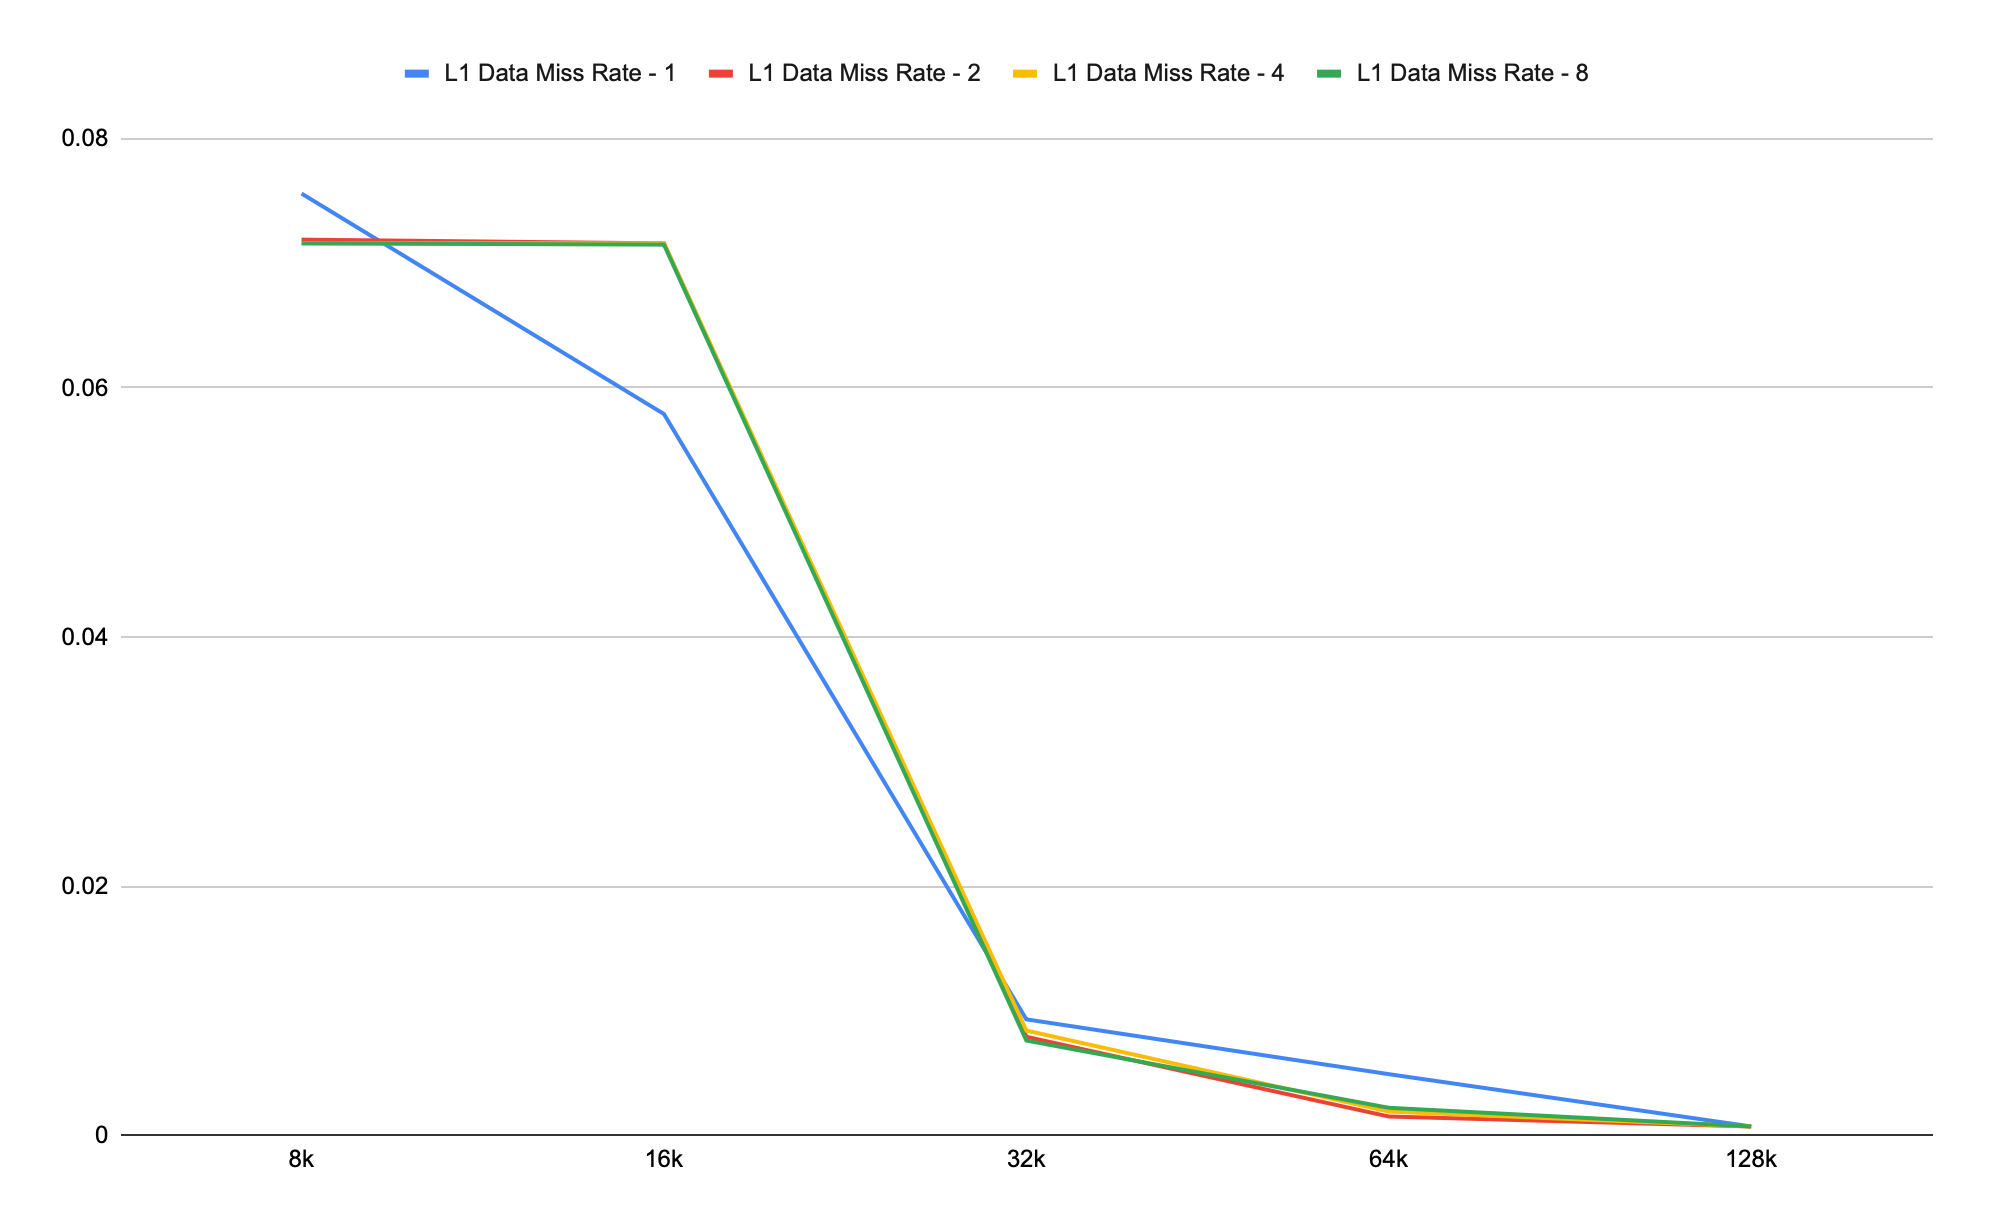 L1 Data Miss Rate - 1 L1 Data Miss Rate - 2 L1 Data Miss Rate - 4 L1 Data Miss Rate - 8
0.08
0.06
0.04
0.02
0
8k 16k 32k 64k 128k